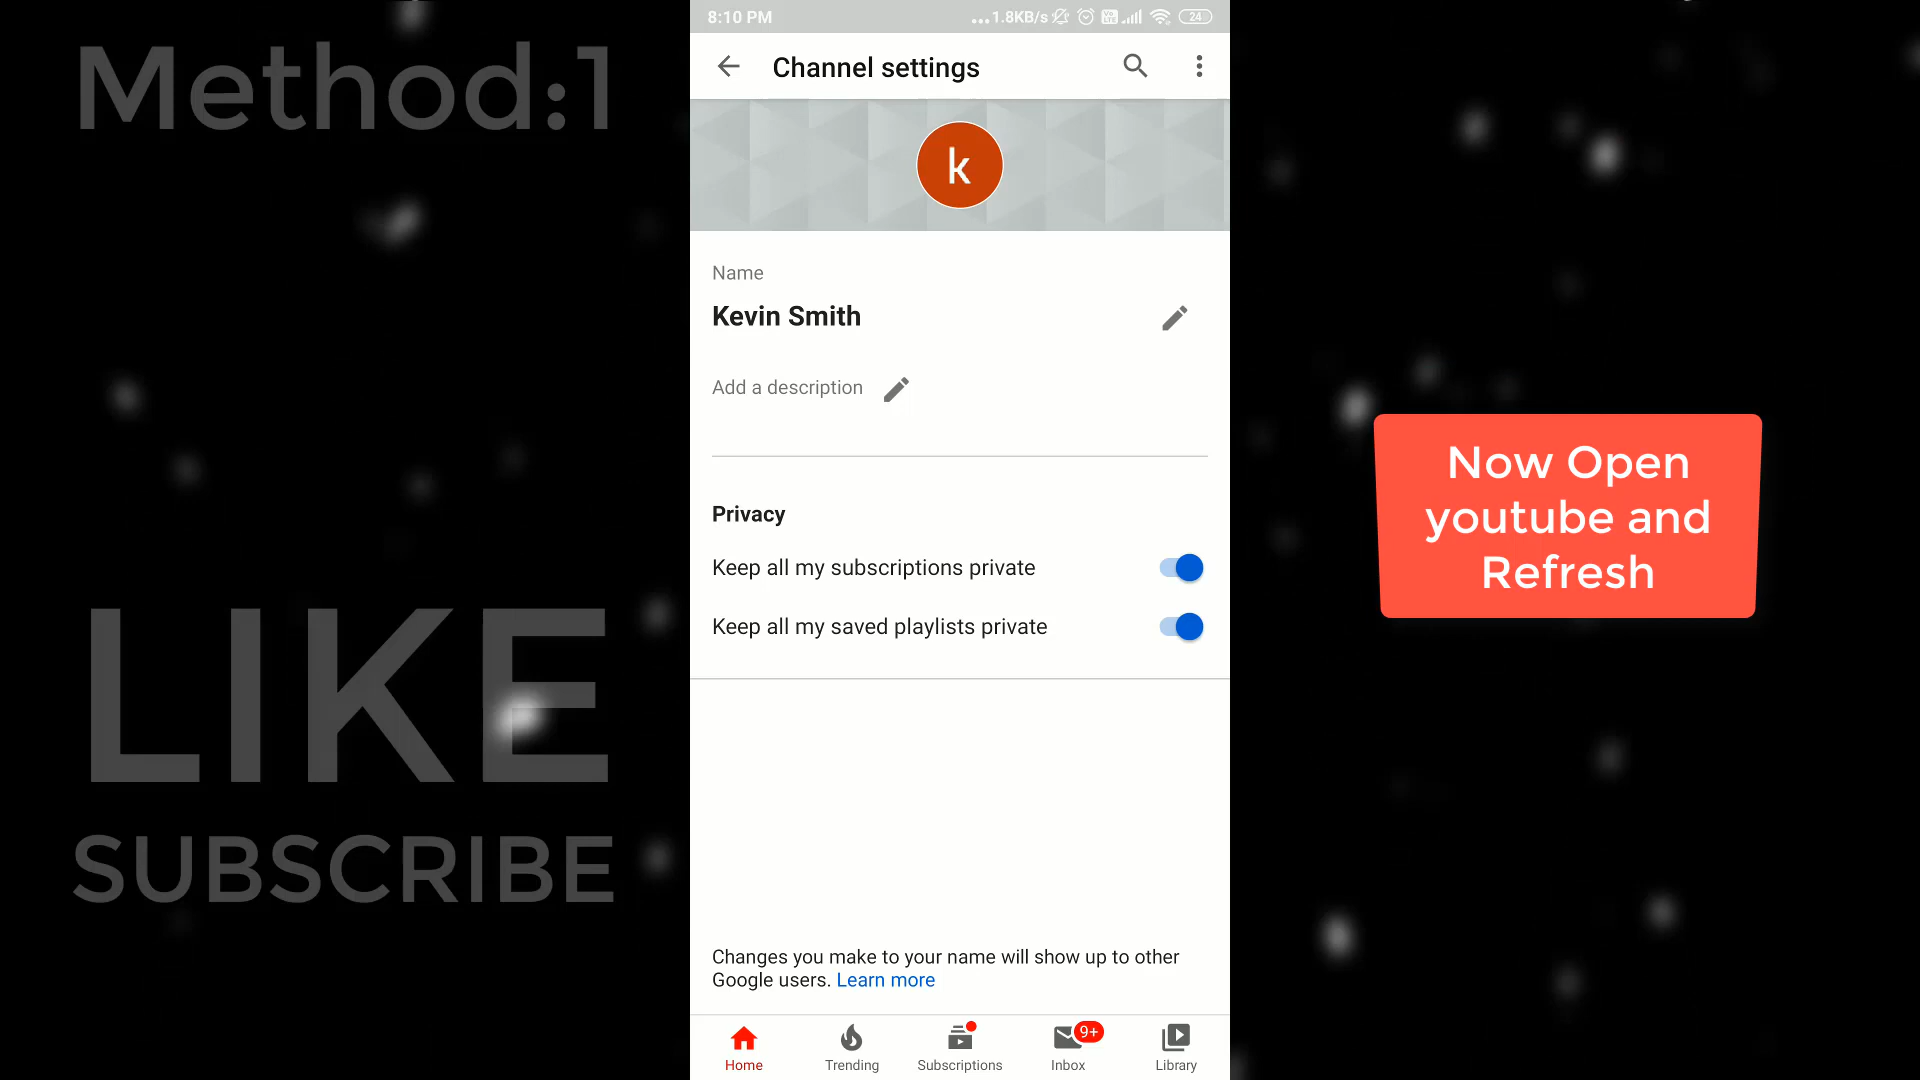 Method:1
LIKE
SUBSCRIBE
8:10 PM
...1.8KB/s
Vo LTE
24
Channel settings
k
Name
Kevin Smith
Add a description
Privacy
Keep all my subscriptions private
Keep all my saved playlists private
Changes you make to your name will show up to other
Google users. Learn more
9+
Home
Trending
Subscriptions
Inbox
Library
Now Open
youtube and
Refresh